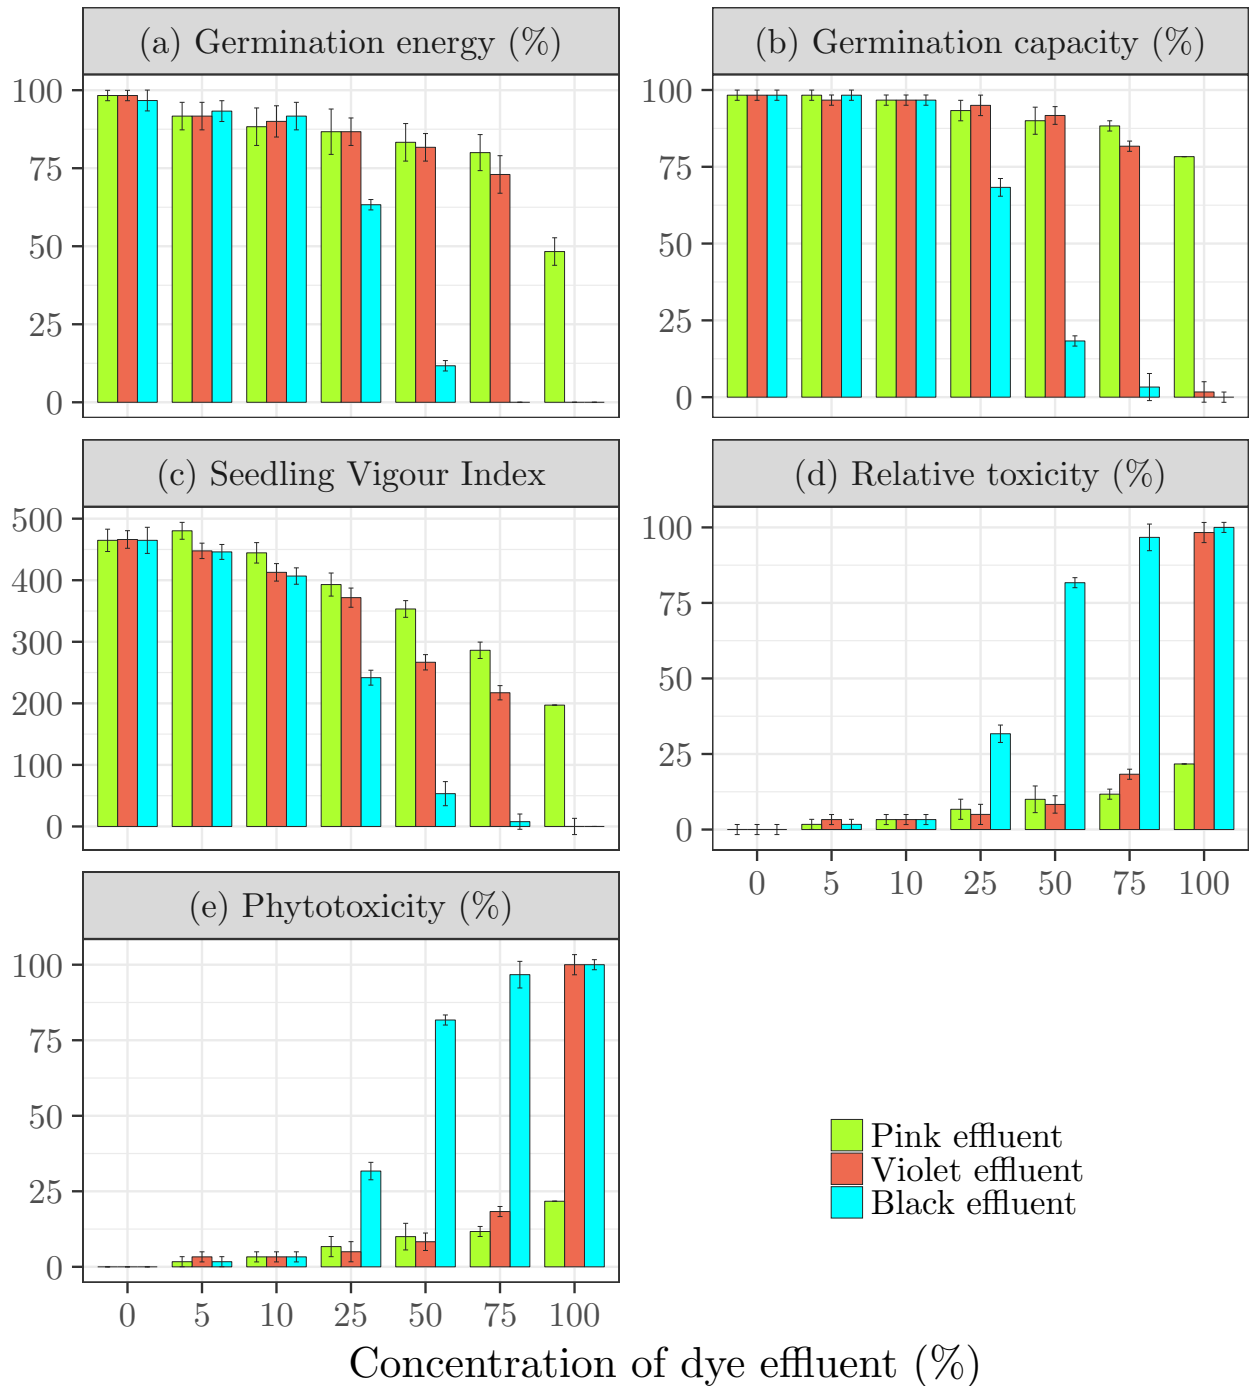 (a) Germination energy (%)
100
75
50
25
0
(b) Germination capacity (%)
100
75
50
25
0
(c) Seedling Vigour Index
500
400
300
200
100
0
(d) Relative toxicity (%)
100
75
50
25
0
0 5 10 25 50 75 100
(e) Phytotoxicity (%)
100
75
50
25
0
0 5 10 25 50 75 100
Pink effluent
Violet effluent
Black effluent
Concentration of dye effluent (%)